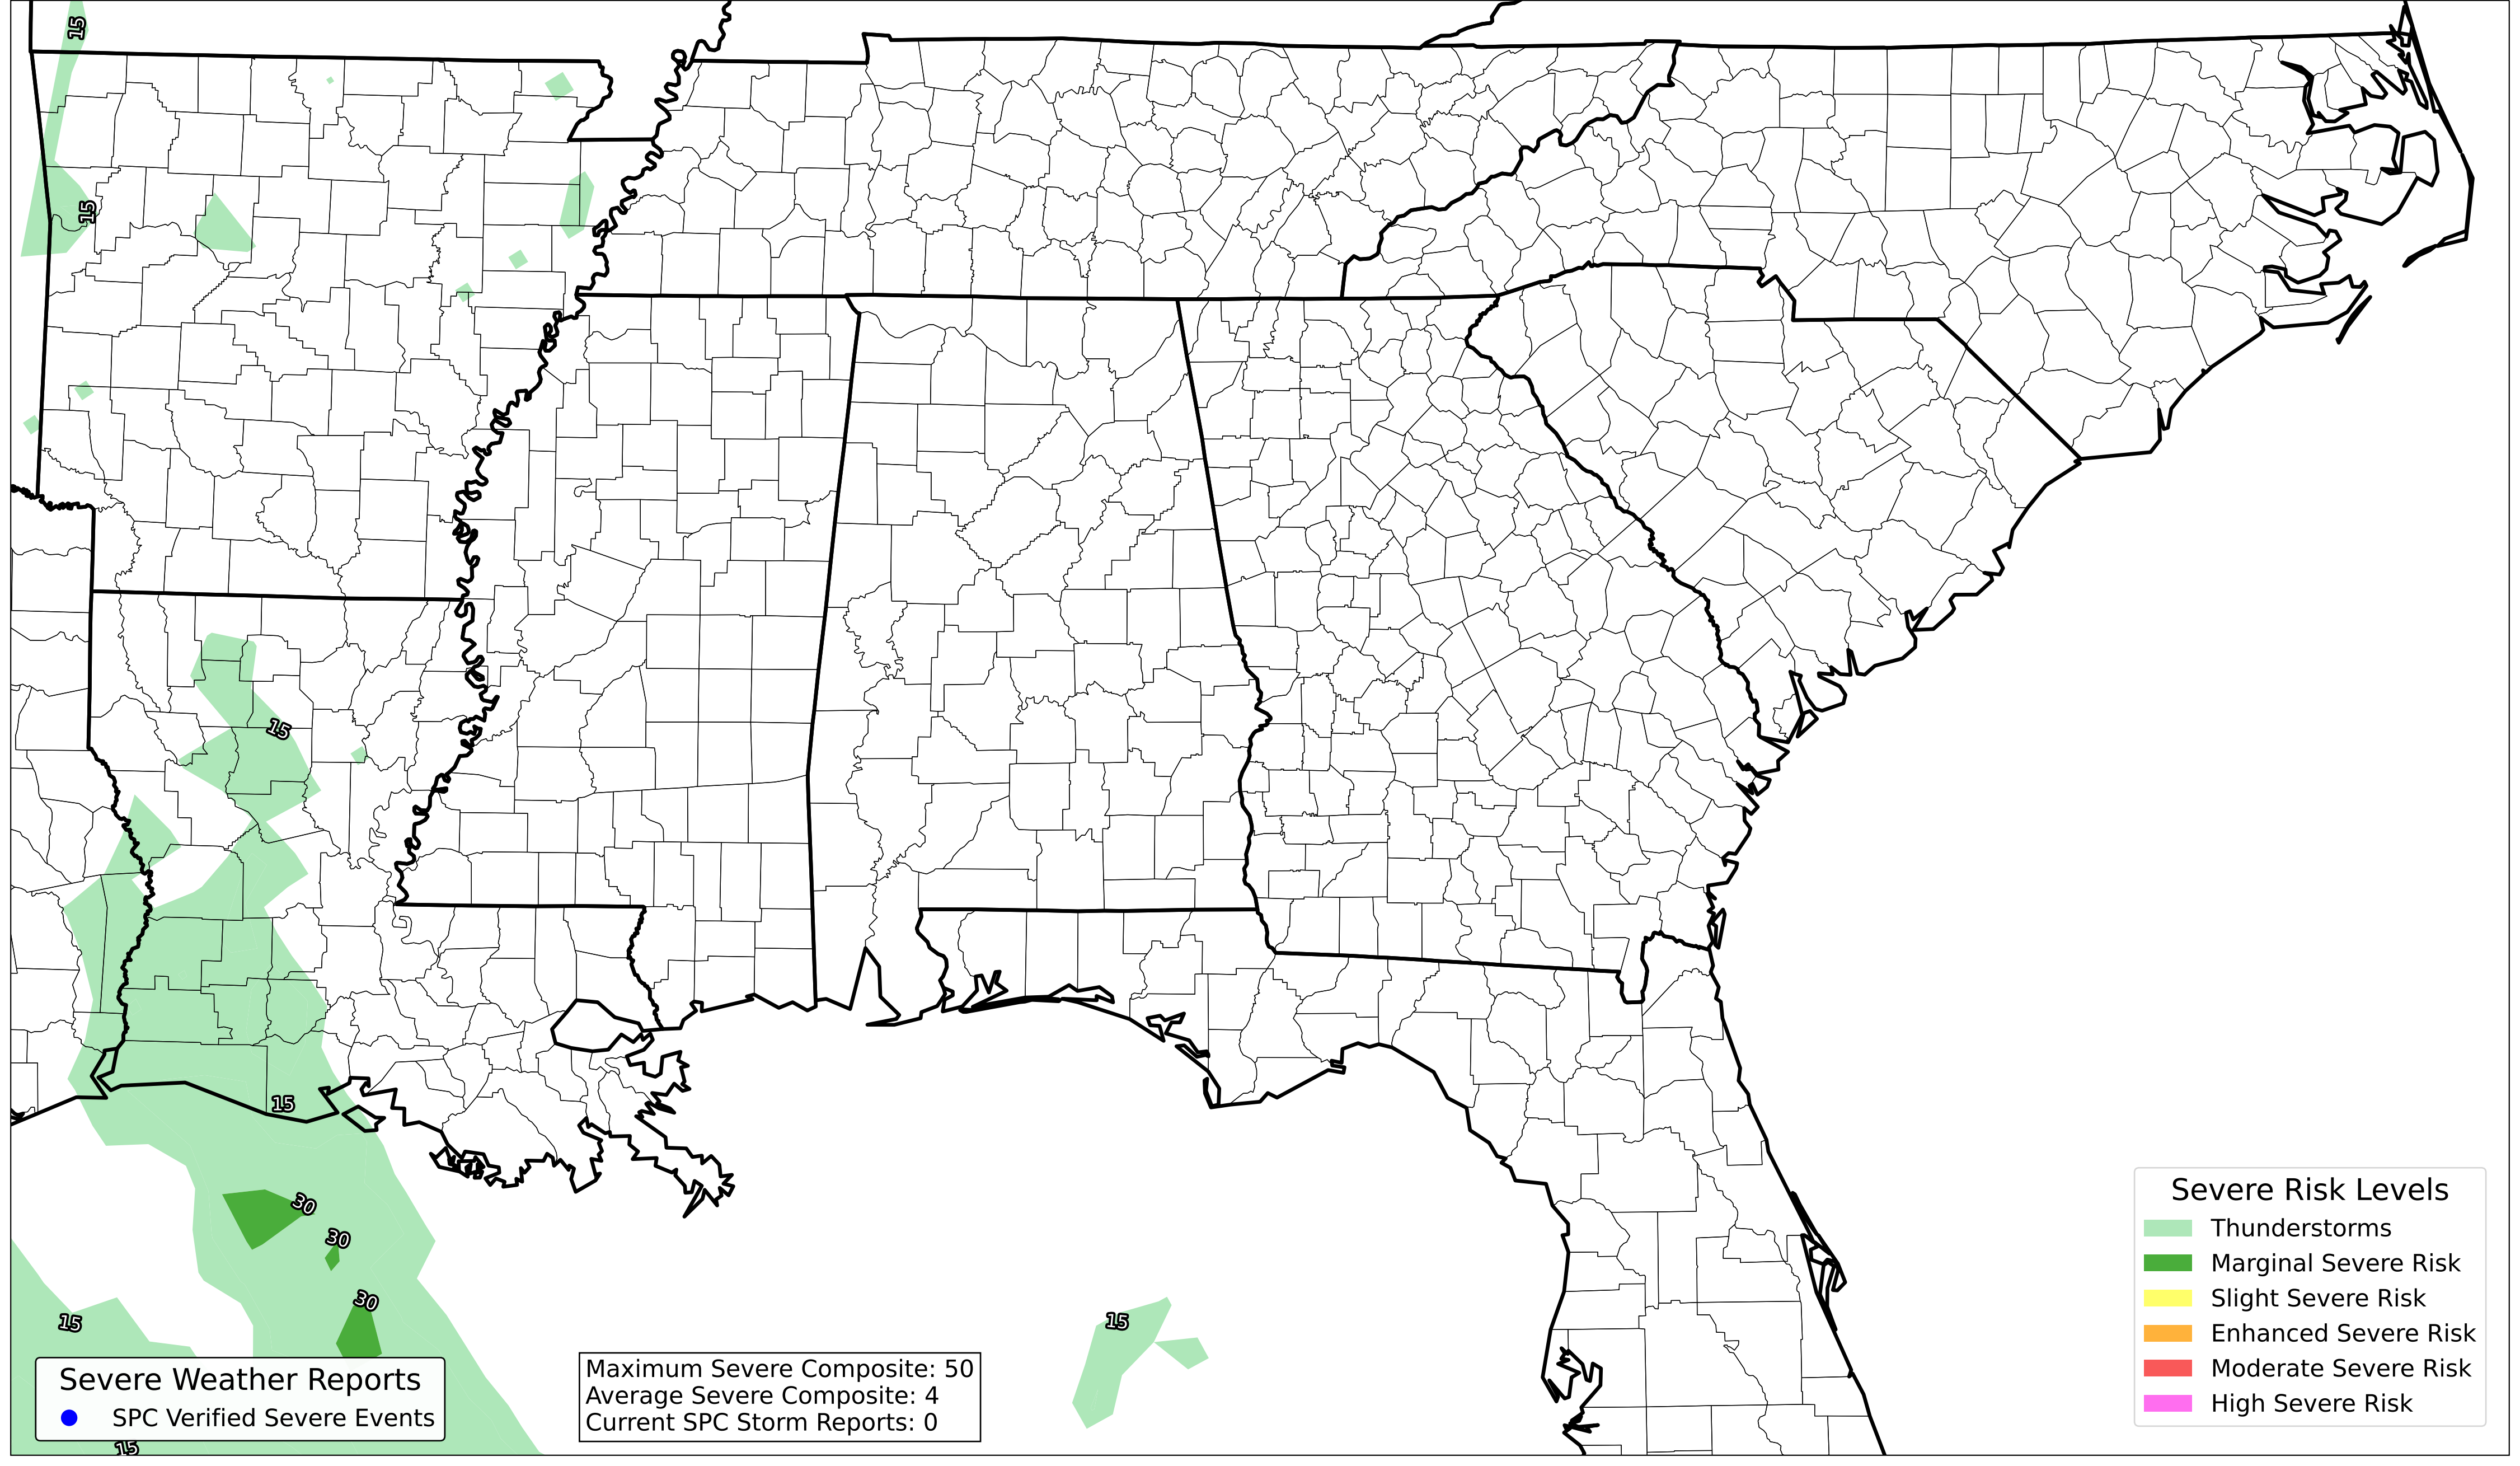 15
15
15
15
30
30
30
15
15
Severe Weather Reports
SPC Verified Severe Events
15
Maximum Severe Composite: 50
Average Severe Composite: 4
Current SPC Storm Reports: 0
Severe Risk Levels
Thunderstorms
Marginal Severe Risk
Slight Severe Risk
Enhanced Severe Risk
Moderate Severe Risk
High Severe Risk